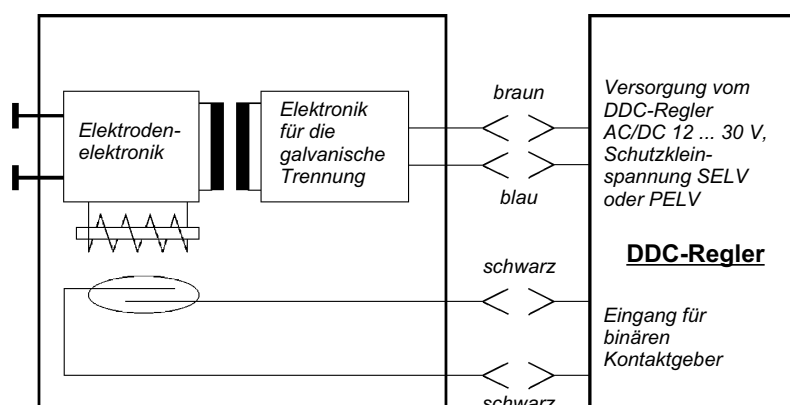 Elektroden-
elektronik
Elektronik
für die
galvanische
Trennung
braun
blau
schwarz
schwarz
Versorgung vom
DDC-Regler
AC/DC 12 ... 30 V,
Schutzklein-
spannung SELV
oder PELV
DDC-Regler
Eingang für
binären
Kontaktgeber